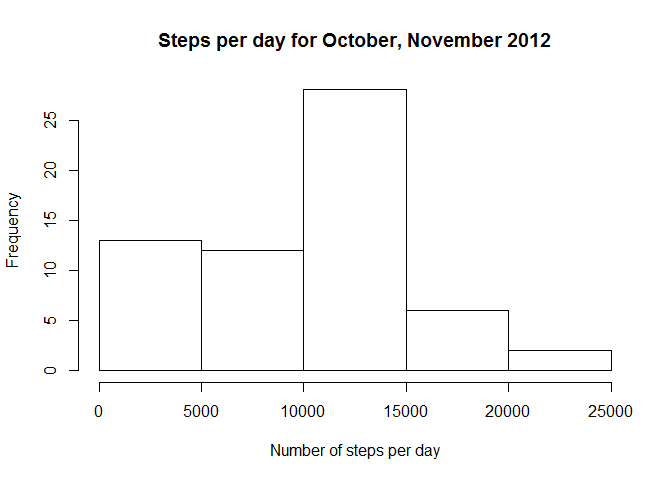 Steps per day for October, November 2012
Frequency
25
20
15
10
5
0
0 5000 10000 15000 20000 25000
Number of steps per day